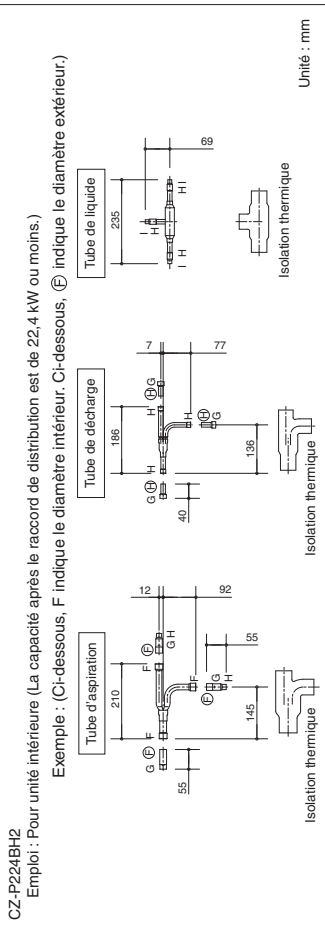 CZ-P224BH2
Emploi : Pour unité intérieure (La capacité après le raccord de distribution est de 22,4 kW ou moins.)
Exemple : (Ci-dessous, F indique le diamètre intérieur. Ci-dessous, Ⓕ indique le diamètre extérieur.)
Tube d'aspiration
210
12
F
F
Ⓕ
G H
G
Ⓕ
F
92
55
Ⓕ
G
H
55
145
Isolation thermique
Tube de décharge
186
7
H
H
Ⓗ
G
G
Ⓗ
H
77
Ⓗ
G
40
136
Isolation thermique
Tube de liquide
235
69
I
H
I
H
H
I
Isolation thermique
Unité : mm